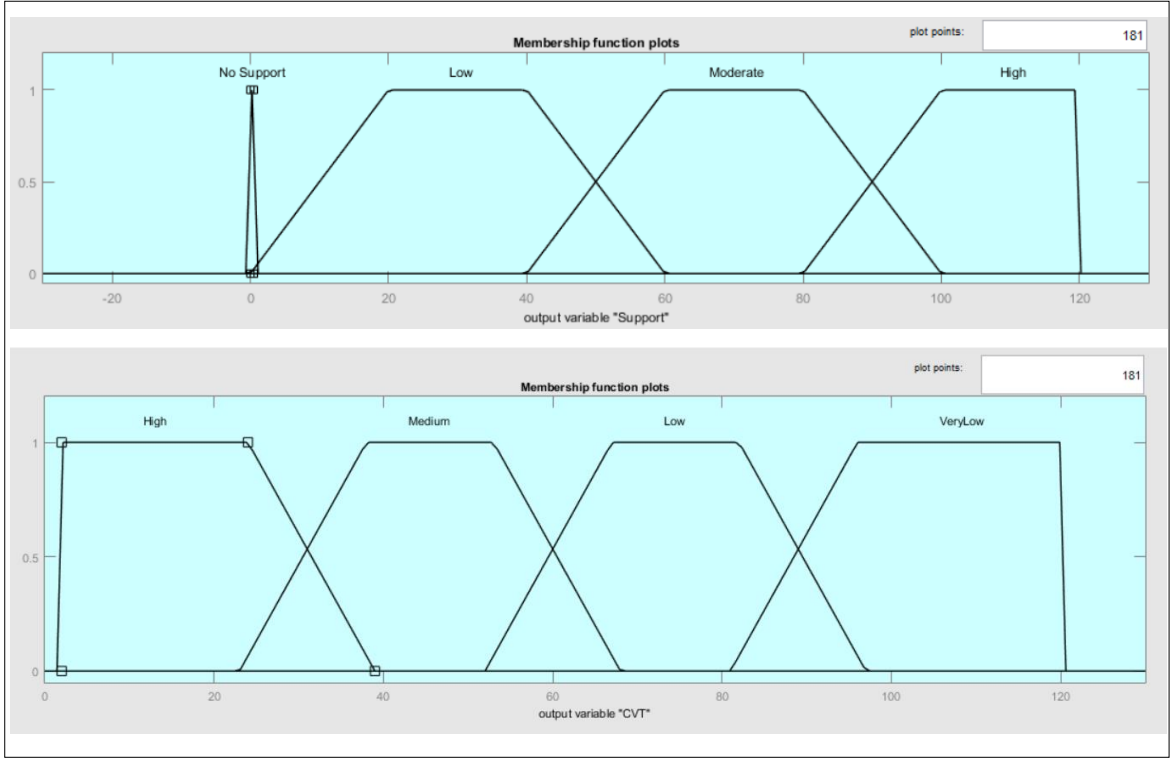 plot points: 181
Membership function plots
No Support Low Moderate High
1
0.5
0
-20 0 20 40 60 80 100 120
output variable "Support"
plot points: 181
Membership function plots
High Medium Low VeryLow
1
0.5
0
0 20 40 60 80 100 120
output variable "CVT"